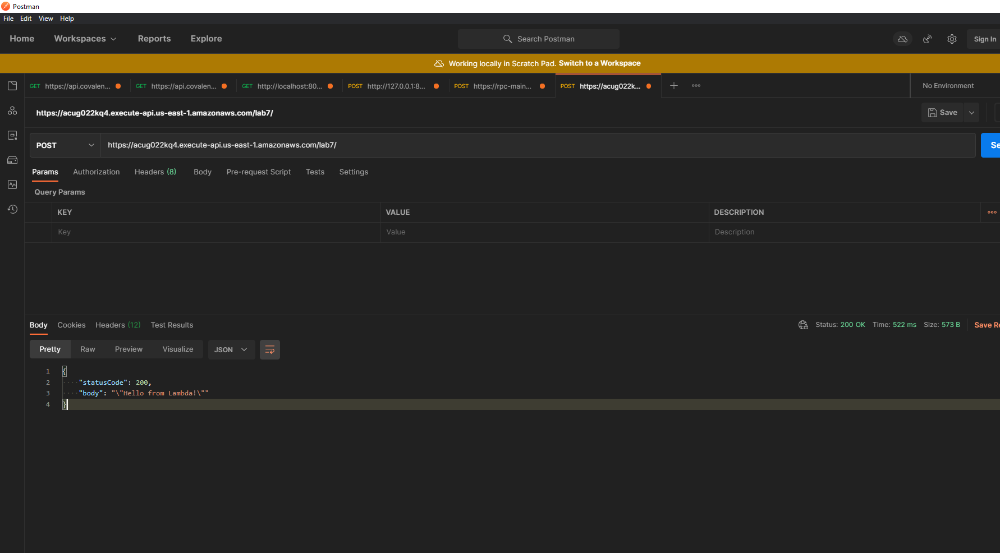 Postman
File Edit View Help
Home Workspaces Reports Explore Search Postman Sign In
Working locally in Scratch Pad. Switch to a Workspace
GET https://api.covalen... GET https://api.covalen... GET http://localhost:80... POST http://127.0.0.1:8... POST https://rpc-main... POST https://acug022k... No Environment
https://acug022kq4.execute-api.us-east-1.amazonaws.com/lab7/ Save
POST https://acug022kq4.execute-api.us-east-1.amazonaws.com/lab7/ Se
Params Authorization Headers (8) Body Pre-request Script Tests Settings
Query Params
KEY VALUE DESCRIPTION
Key Value Description
Body Cookies Headers (12) Test Results Status: 200 OK Time: 522 ms Size: 573 B Save Re
Pretty Raw Preview Visualize JSON
1 {
2 "statusCode": 200,
3 "body": "\"Hello from Lambda!\""
4 }